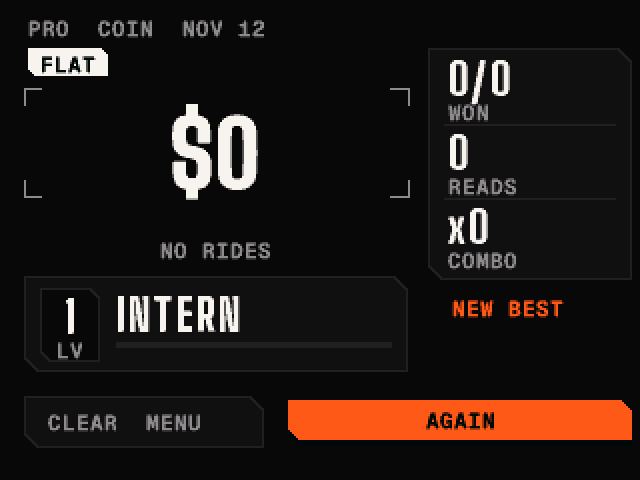 PRO COIN NOV 12
FLAT
$0
NO RIDES
0/0
WON
0
READS
x0
COMBO
NEW BEST
1
LV
INTERN
CLEAR MENU
AGAIN